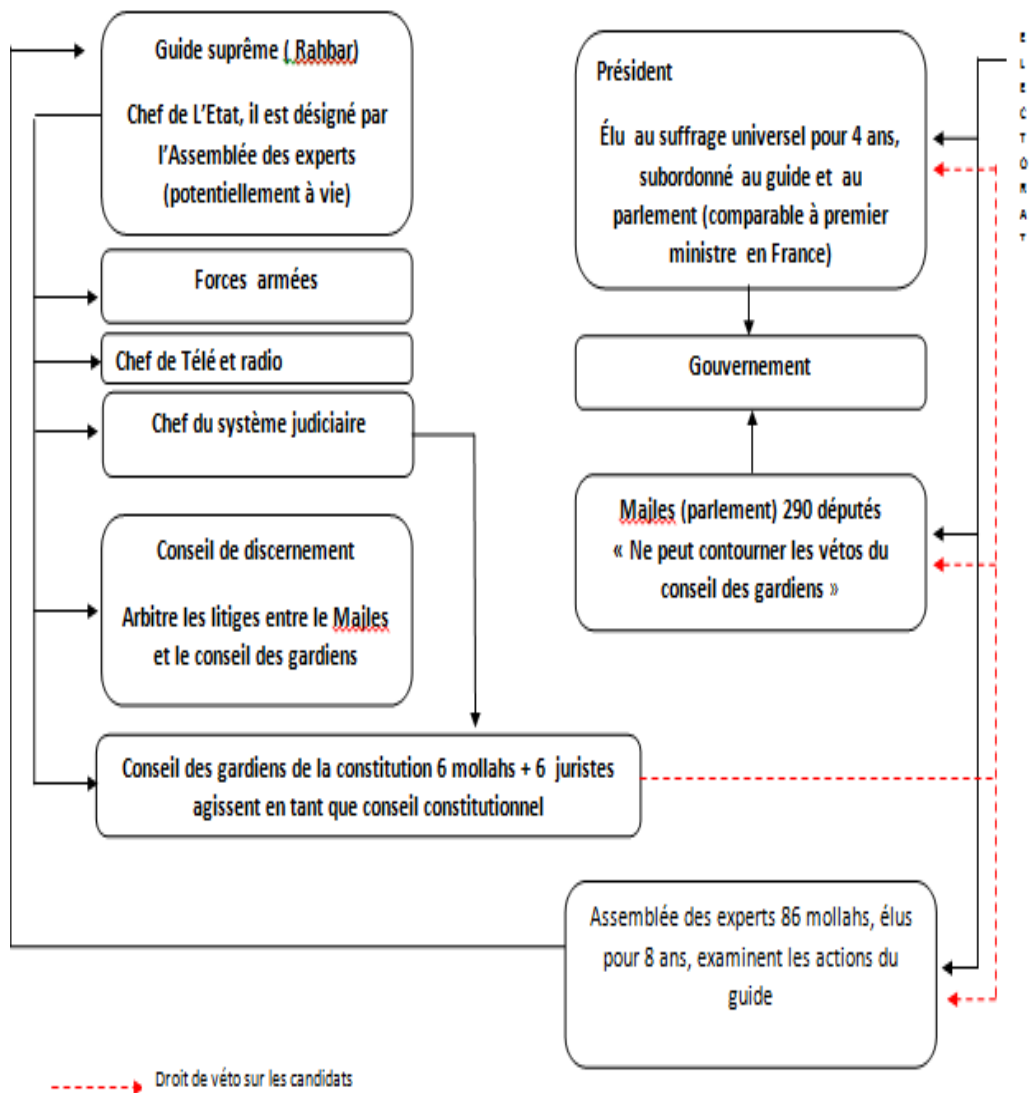 Guide suprême ( Rahbar)
Chef de L'Etat, il est désigné par
l'Assemblée des experts
(potentiellement à vie)
Forces armées
Chef de Télé et radio
Chef du système judiciaire
Conseil de discernement
Arbitre les litiges entre le Majles
et le conseil des gardiens
Conseil des gardiens de la constitution 6 mollahs + 6 juristes
agissent en tant que conseil constitutionnel
Président
Élu au suffrage universel pour 4 ans,
subordonné au guide et au
parlement (comparable à premier
ministre en France)
Gouvernement
Majles (parlement) 290 députés
« Ne peut contourner les vétos du
conseil des gardiens »
Assemblée des experts 86 mollahs, élus
pour 8 ans, examinent les actions du
guide
E
L
E
C
T
O
R
A
T
Droit de véto sur les candidats